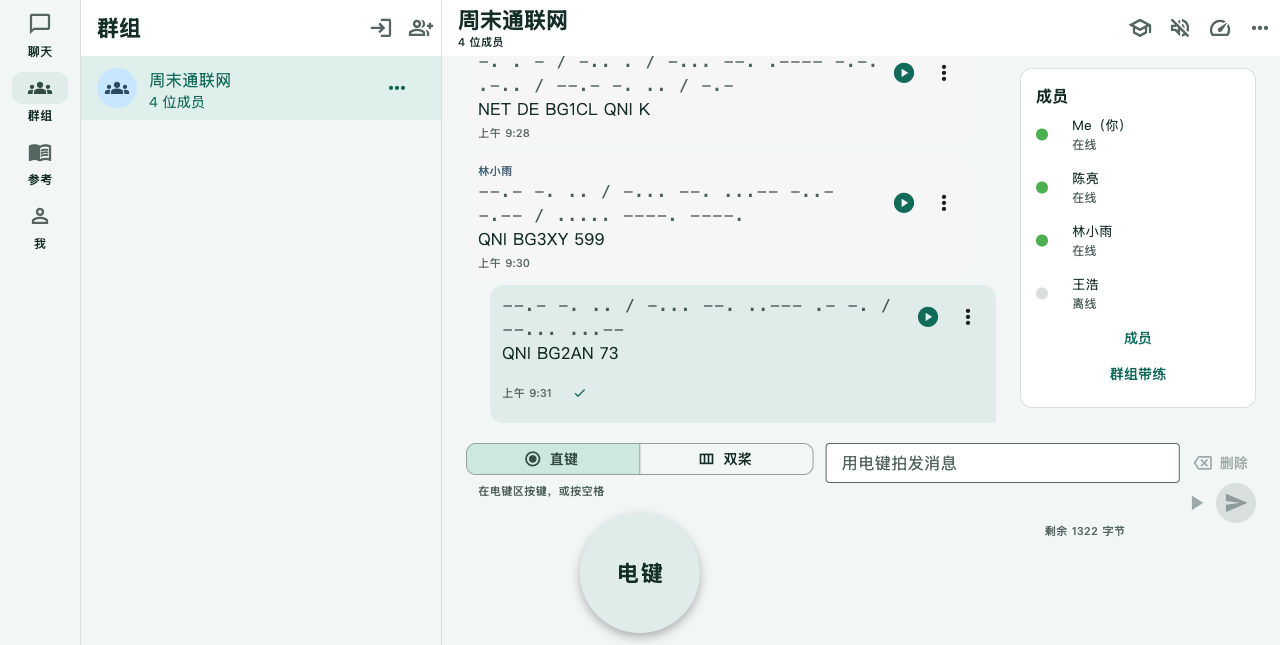 聊天
群组
参考
我
群组
周末通联网
4 位成员
周末通联网
4 位成员
-. . - / -.. . / -... --. .---- -.-.
.-.. / --.- -. .. / -.-
NET DE BG1CL QNI K
上午 9:28
林小雨
--.- -. .. / -... --. ...-- -..-
-.-- / ..... ----. ----.
QNI BG3XY 599
上午 9:30
--.- -. .. / -... --. ..--- .- -. /
--... ...--
QNI BG2AN 73
上午 9:31
成员
Me（你）
在线
陈亮
在线
林小雨
在线
王浩
离线
成员
群组带练
直键
双桨
用电键拍发消息
删除
在电键区按键，或按空格
剩余 1322 字节
电键